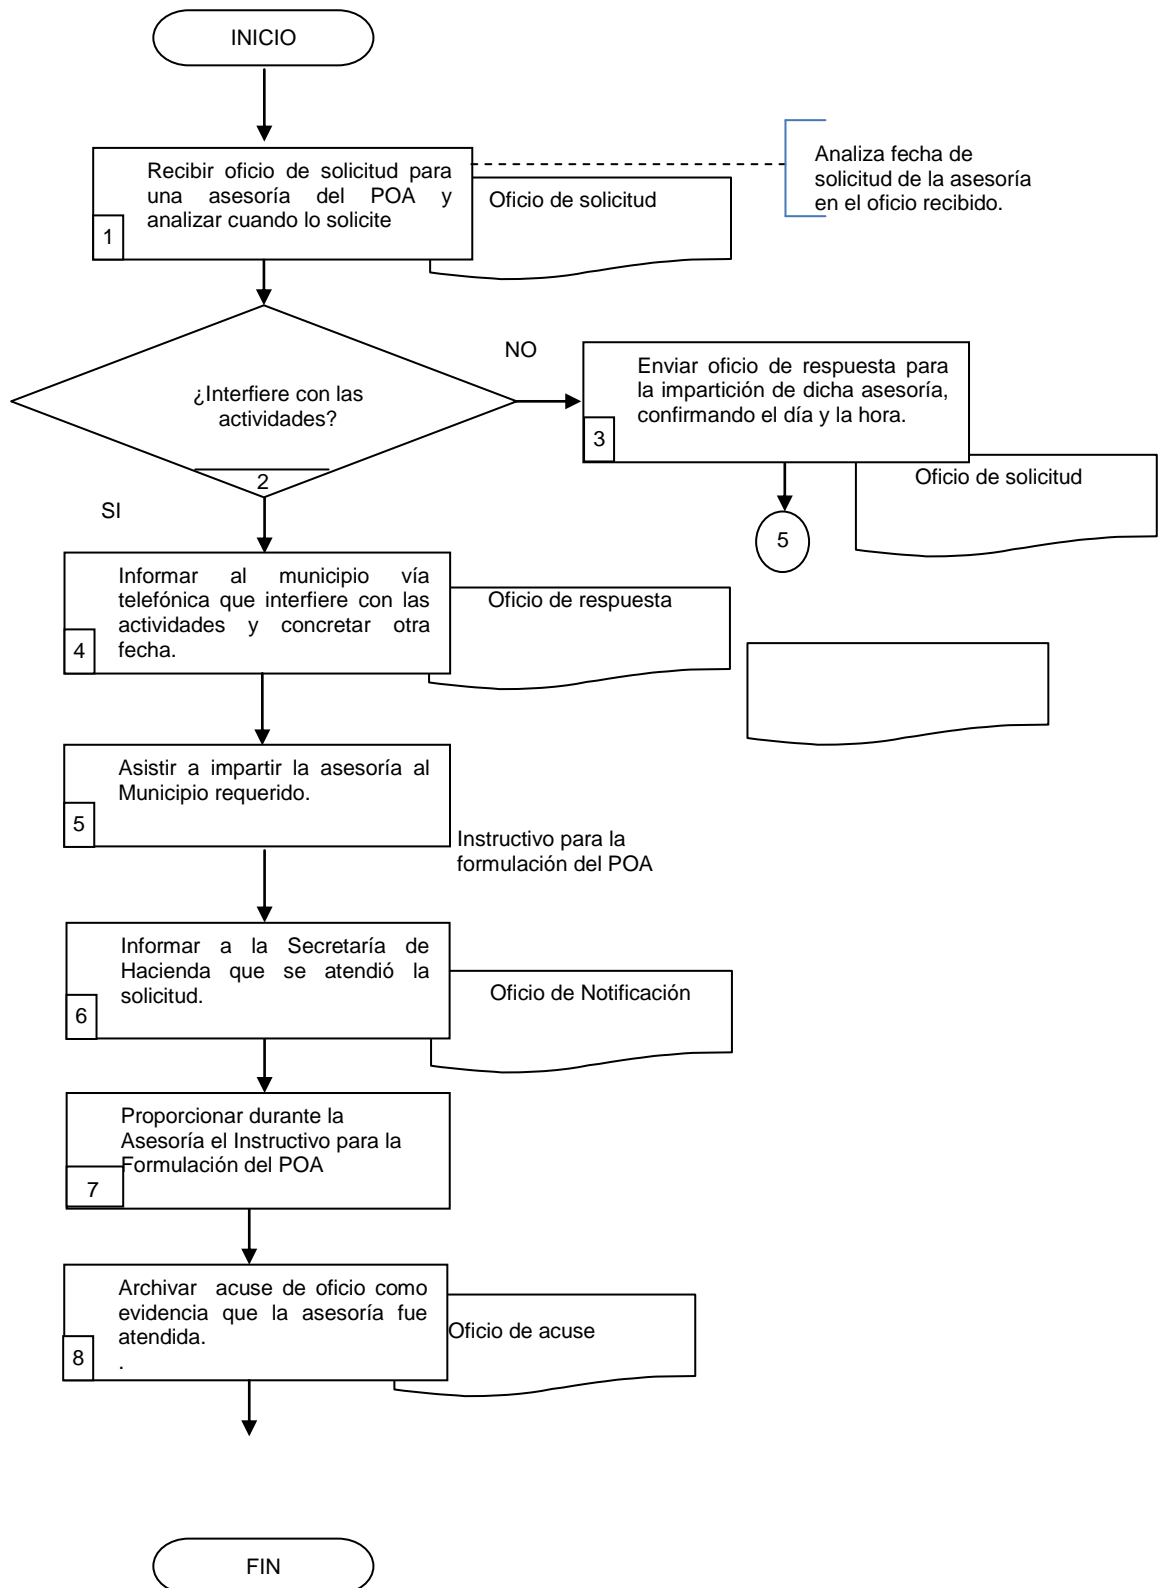 INICIO
Recibir oficio de solicitud para
una asesoría del POA y
analizar cuando lo solicite
1
Oficio de solicitud
Analiza fecha de
solicitud de la asesoría
en el oficio recibido.
¿Interfiere con las
actividades?
2
NO
Enviar oficio de respuesta para
la impartición de dicha asesoría,
confirmando el día y la hora.
3
Oficio de solicitud
5
SI
Informar al municipio vía
telefónica que interfiere con las
actividades y concretar otra
fecha.
4
Oficio de respuesta
Asistir a impartir la asesoría al
Municipio requerido.
5
Instructivo para la
formulación del POA
Informar a la Secretaría de
Hacienda que se atendió la
solicitud.
6
Oficio de Notificación
Proporcionar durante la
Asesoría el Instructivo para la
Formulación del POA
7
Archivar acuse de oficio como
evidencia que la asesoría fue
atendida.
.
8
Oficio de acuse
FIN